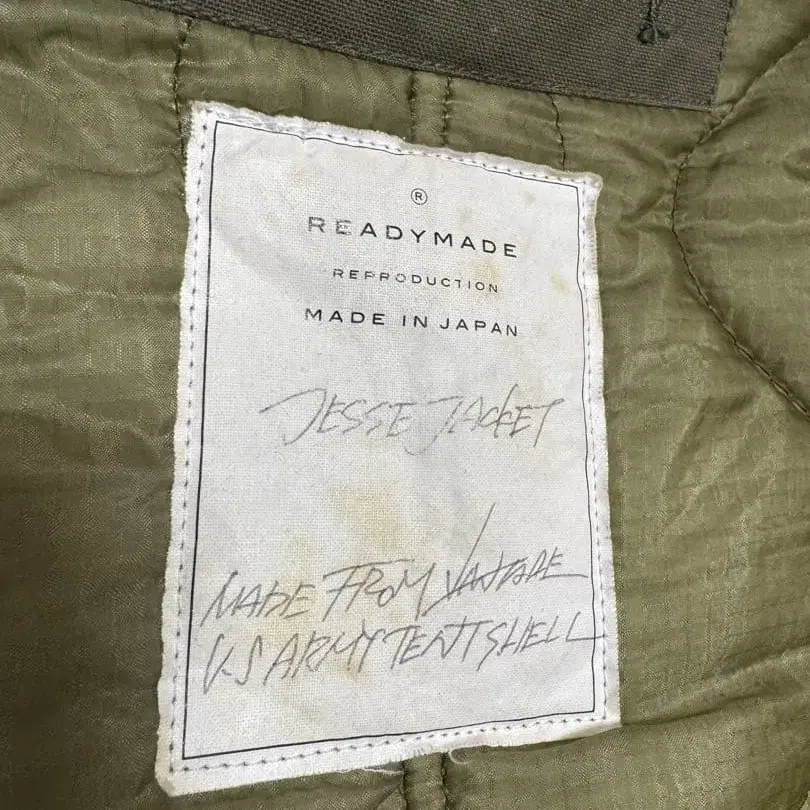 ®
READYMADE
REPRODUCTION
MADE IN JAPAN
JESSE JACKET
MADE FROM VINTAGE
U.S ARMY TENT SHELL